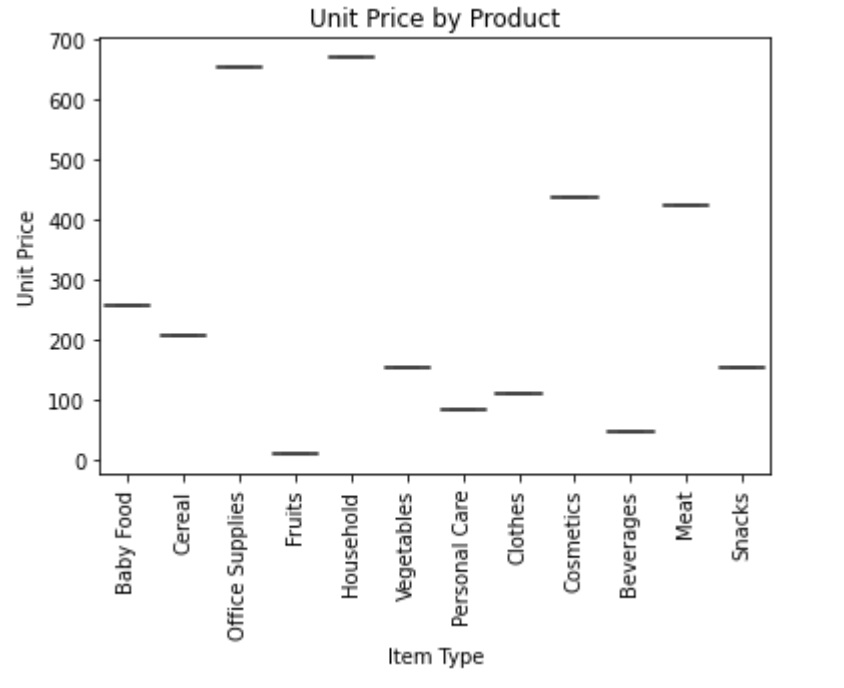 Unit Price by Product
700
600
500
400
300
200
100
0
Unit Price
Baby Food
Cereal
Office Supplies
Fruits
Household
Vegetables
Personal Care
Clothes
Cosmetics
Beverages
Meat
Snacks
Item Type